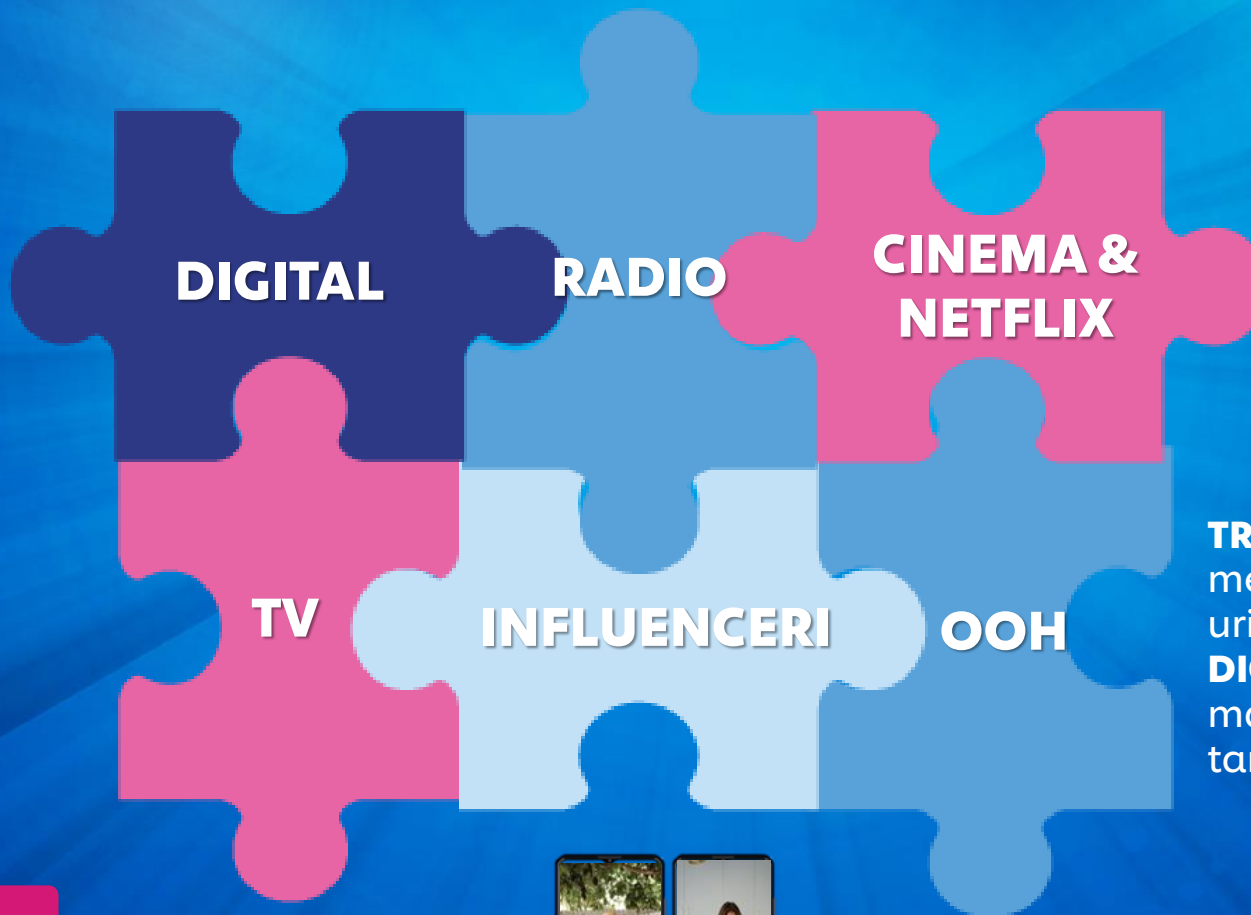 DIGITAL
RADIO
CINEMA &
NETFLIX
TV
INFLUENCERI
OOH